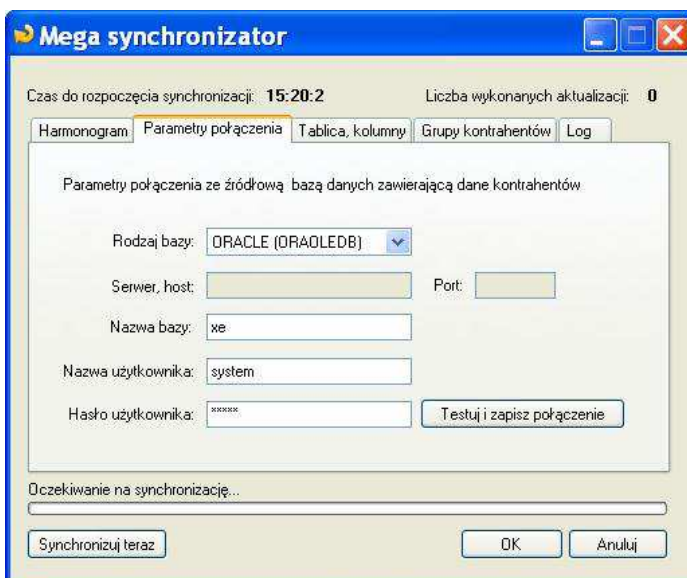 Mega synchronizator
Czas do rozpoczęcia synchronizacji: 15:20:2 Liczba wykonanych aktualizacji: 0
Harmonogram Parametry połączenia Tablica, kolumny Grupy kontrahentów Log
Parametry połączenia ze źródłową bazą danych zawierającą dane kontrahentów
Rodzaj bazy: ORACLE (ORAOLEDB)
Serwer, host: Port:
Nazwa bazy: xe
Nazwa użytkownika: system
Hasło użytkownika: ***** Testuj i zapisz połączenie
Oczekiwanie na synchronizację...
Synchronizuj teraz OK Anuluj